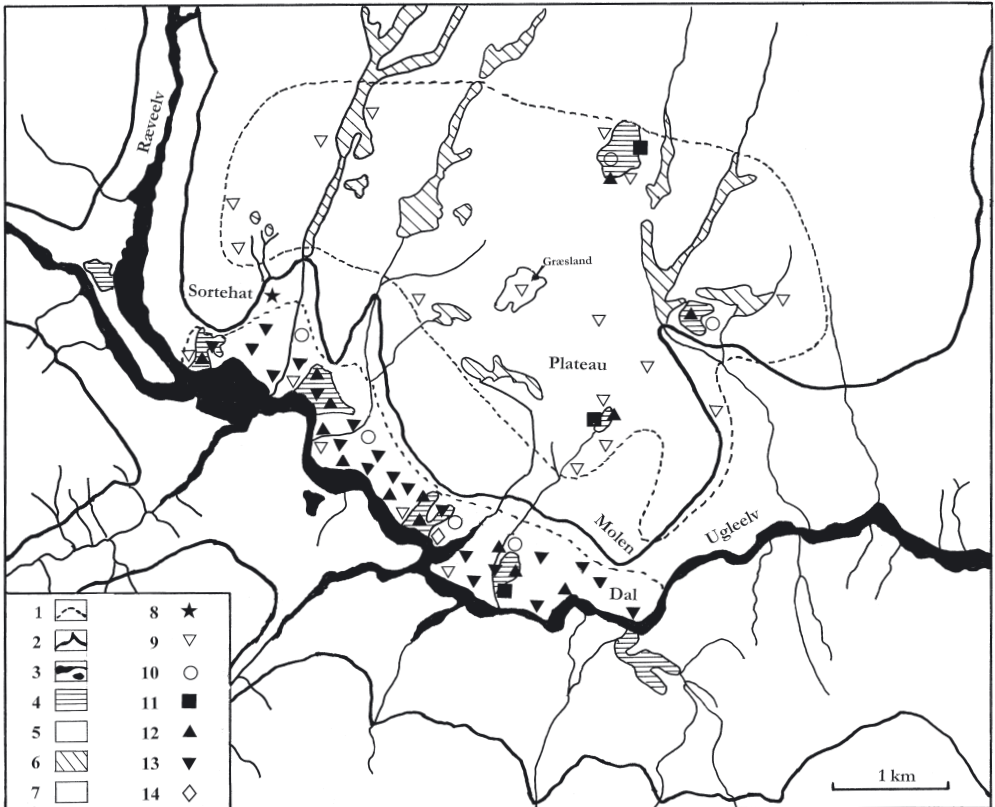 Ræveelv
Græsland
Sortehat
Plateau
Molen
Ugleelv
Dal
1 8
2 9
3 10
4 11
5 12
6 13
7 14
1 km